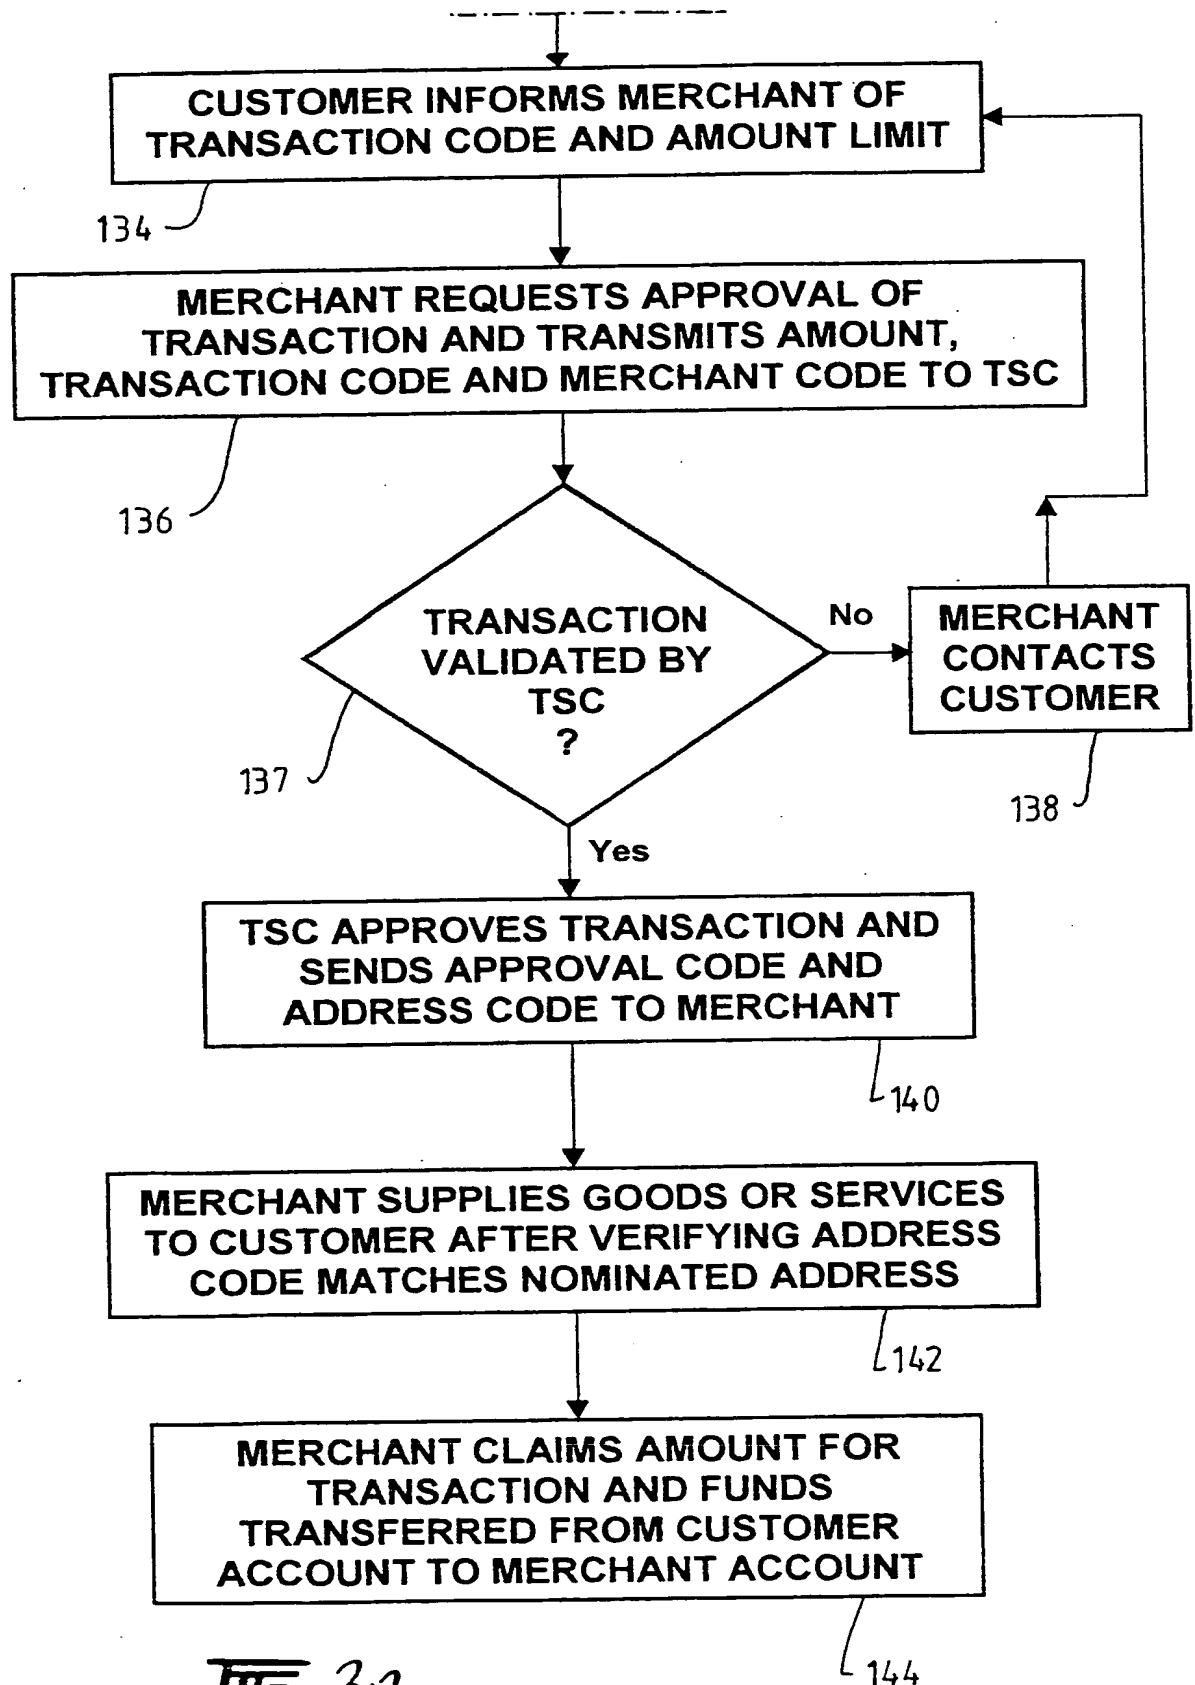 CUSTOMER INFORMS MERCHANT OF
TRANSACTION CODE AND AMOUNT LIMIT
134
MERCHANT REQUESTS APPROVAL OF
TRANSACTION AND TRANSMITS AMOUNT,
TRANSACTION CODE AND MERCHANT CODE TO TSC
136
TRANSACTION
VALIDATED BY
TSC
?
137
No
MERCHANT
CONTACTS
CUSTOMER
138
Yes
TSC APPROVES TRANSACTION AND
SENDS APPROVAL CODE AND
ADDRESS CODE TO MERCHANT
140
MERCHANT SUPPLIES GOODS OR SERVICES
TO CUSTOMER AFTER VERIFYING ADDRESS
CODE MATCHES NOMINATED ADDRESS
142
MERCHANT CLAIMS AMOUNT FOR
TRANSACTION AND FUNDS
TRANSFERRED FROM CUSTOMER
ACCOUNT TO MERCHANT ACCOUNT
144